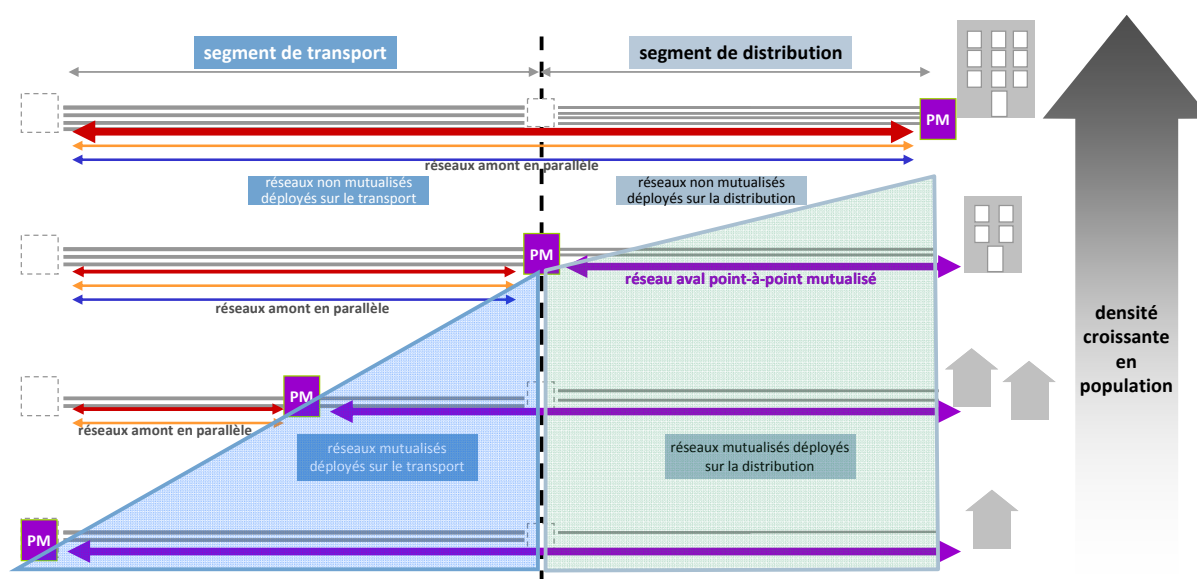 segment de transport
segment de distribution
PM
réseaux amont en parallèle
réseaux non mutualisés
déployés sur le transport
réseaux non mutualisés
déployés sur la distribution
PM
réseau aval point-à-point mutualisé
réseaux amont en parallèle
densité
croissante
en
population
PM
réseaux amont en parallèle
réseaux mutualisés
déployés sur le transport
réseaux mutualisés déployés
sur la distribution
PM